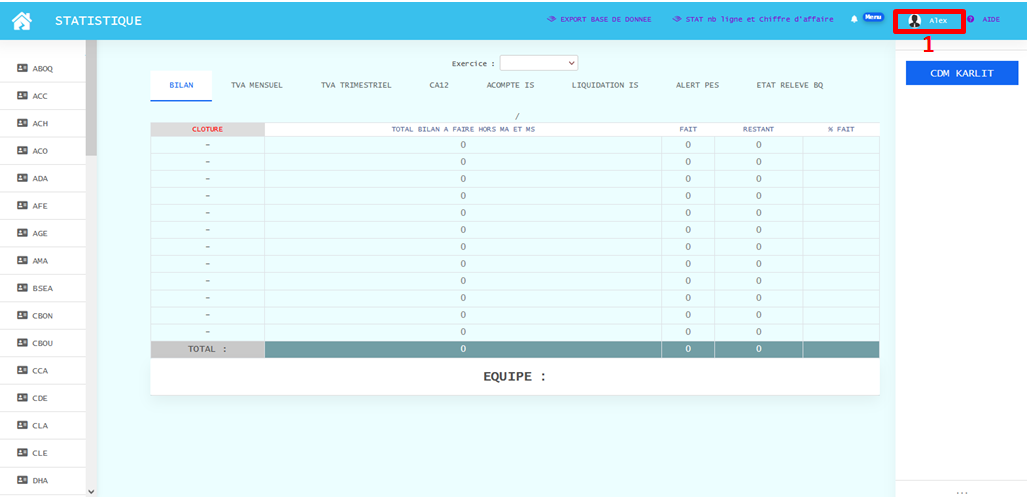 STATISTIQUE
EXPORT BASE DE DONNEE
STAT nb ligne et Chiffre d'affaire
Menu
Alex
AIDE
1
ABOQ
ACC
ACH
ACO
ADA
AFE
AGE
AMA
BSEA
CBON
CBOU
CCA
CDE
CLA
CLE
DHA
Exercice :
BILAN TVA MENSUEL TVA TRIMESTRIEL CA12 ACOMPTE IS LIQUIDATION IS ALERT PES ETAT RELEVE BQ
/
CLOTURE TOTAL BILAN A FAIRE HORS MA ET MS FAIT RESTANT % FAIT
- 0 0 0
- 0 0 0
- 0 0 0
- 0 0 0
- 0 0 0
- 0 0 0
- 0 0 0
- 0 0 0
- 0 0 0
- 0 0 0
- 0 0 0
- 0 0 0
TOTAL : 0 0 0
EQUIPE :
CDM KARLIT
...